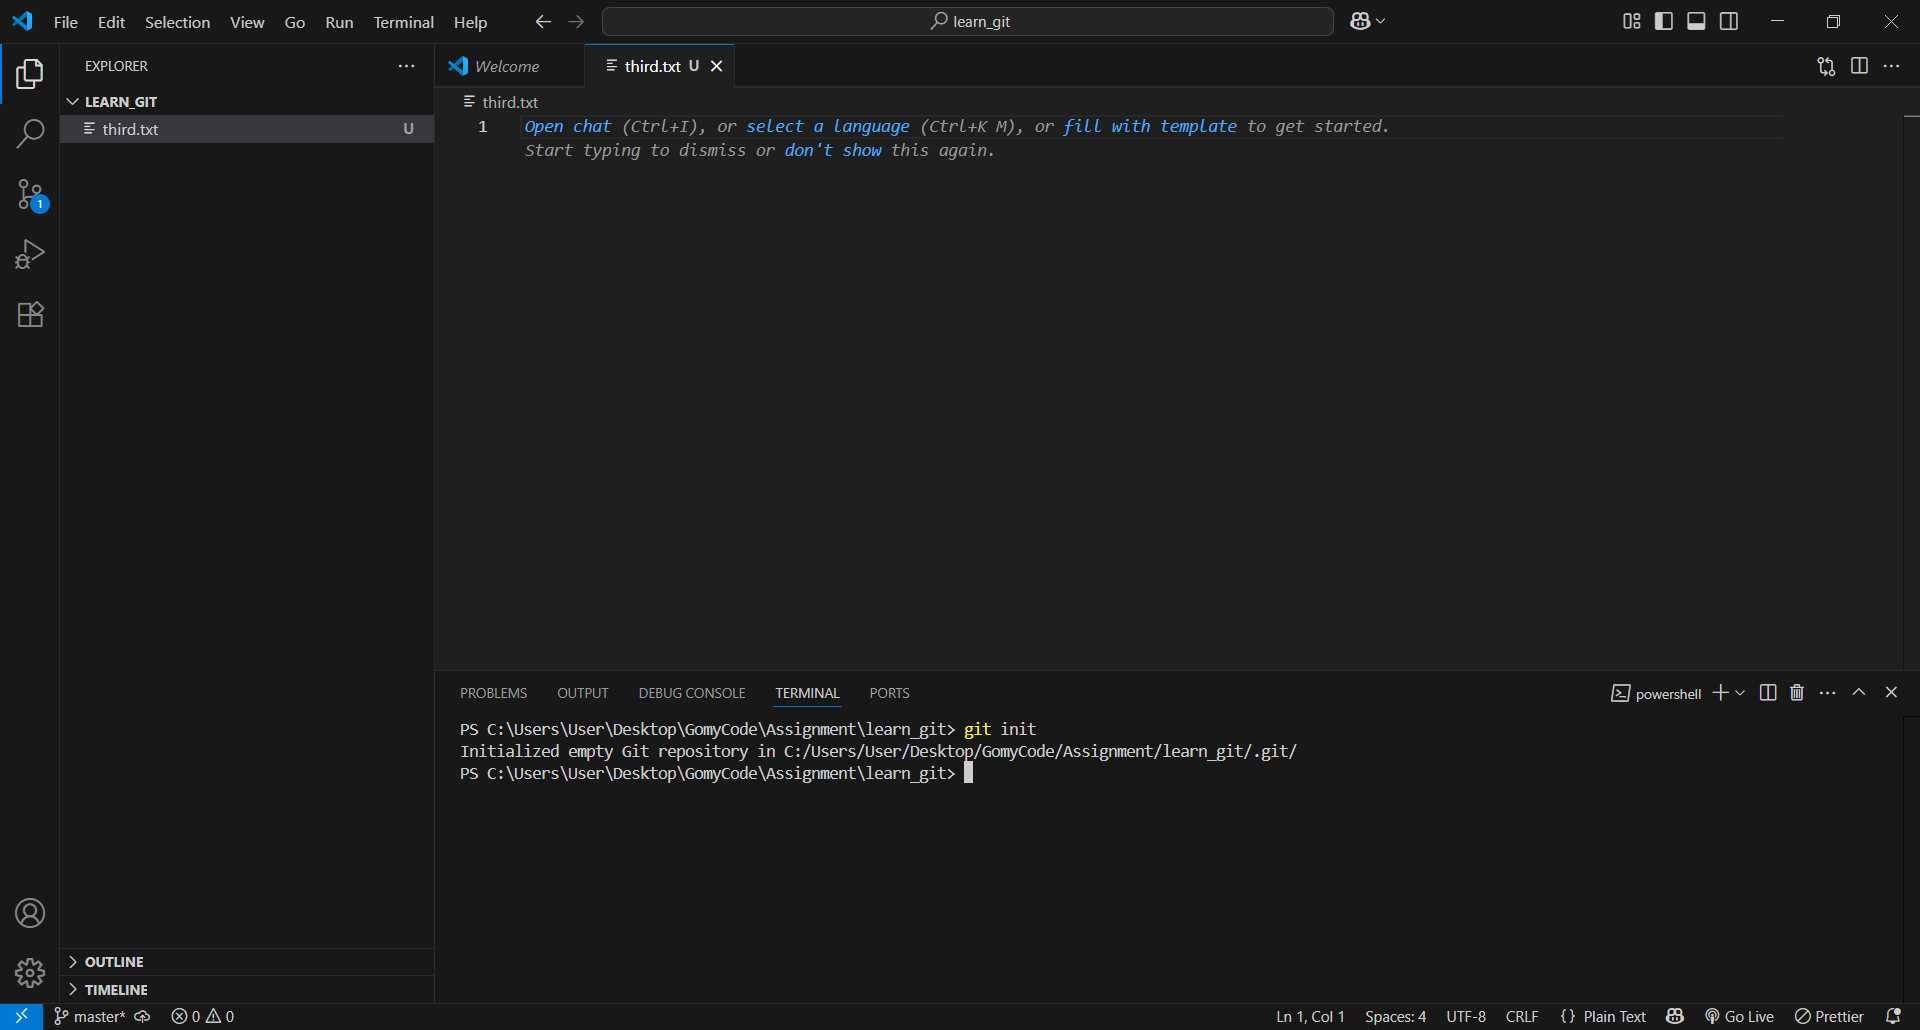 File Edit Selection View Go Run Terminal Help
learn_git
EXPLORER
LEARN_GIT
third.txt U
1
Welcome
third.txt U
third.txt
1 Open chat (Ctrl+I), or select a language (Ctrl+K M), or fill with template to get started.
Start typing to dismiss or don't show this again.
PROBLEMS OUTPUT DEBUG CONSOLE TERMINAL PORTS
powershell
PS C:\Users\User\Desktop\GomyCode\Assignment\learn_git> git init
Initialized empty Git repository in C:/Users/User/Desktop/GomyCode/Assignment/learn_git/.git/
PS C:\Users\User\Desktop\GomyCode\Assignment\learn_git>
OUTLINE
TIMELINE
master* 0 0 Ln 1, Col 1 Spaces: 4 UTF-8 CRLF {} Plain Text Go Live Prettier